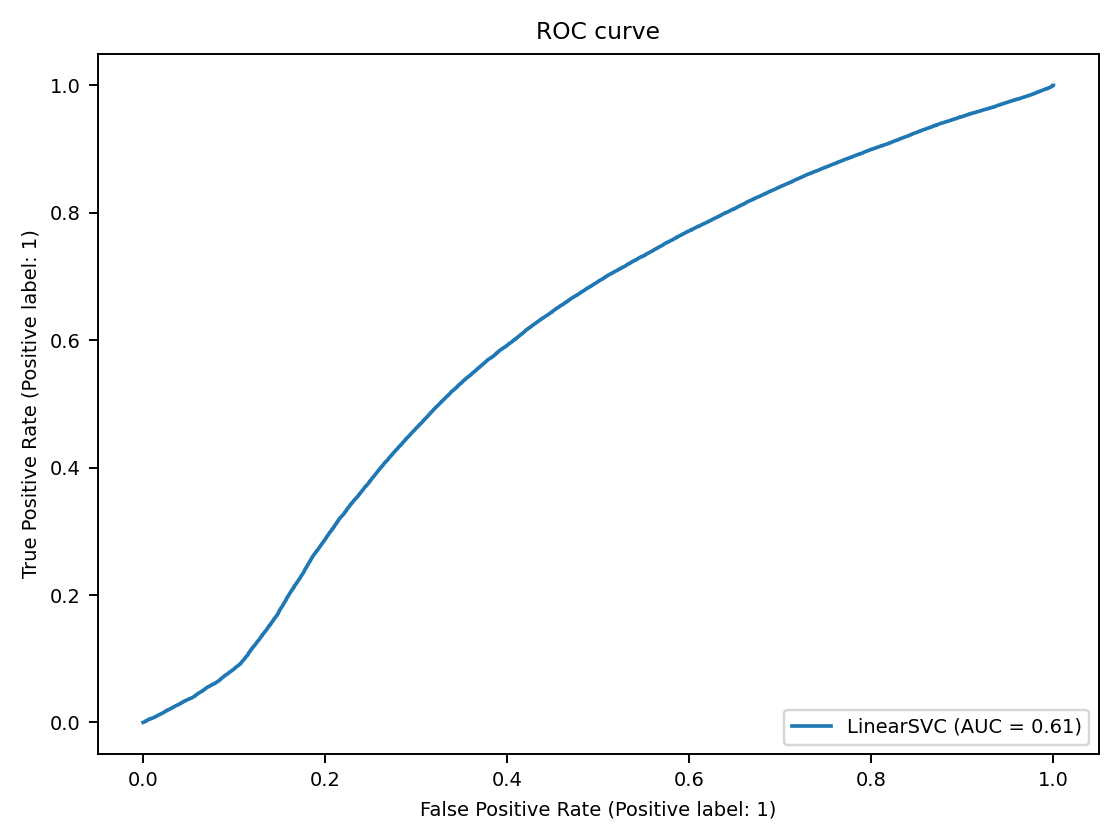 ROC curve
1.0
0.8
0.6
0.4
0.2
0.0
True Positive Rate (Positive label: 1)
LinearSVC (AUC = 0.61)
0.0 0.2 0.4 0.6 0.8 1.0
False Positive Rate (Positive label: 1)